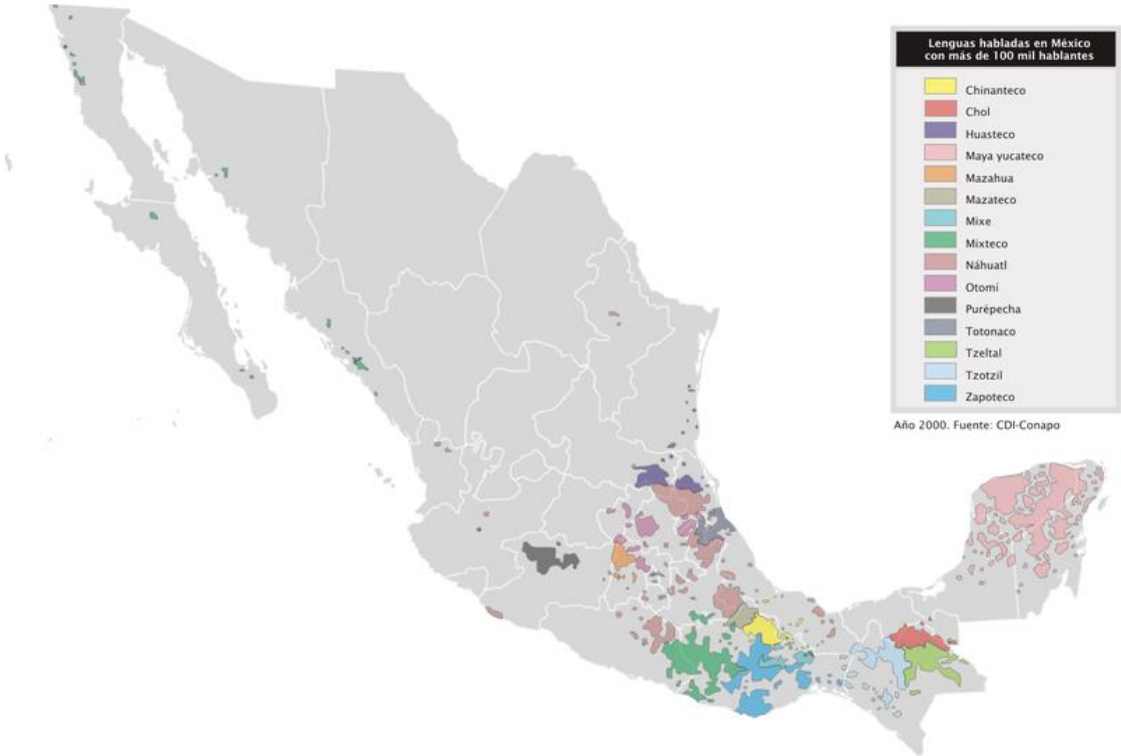 Lenguas habladas en México
con más de 100 mil hablantes
Chinanteco
Chol
Huasteco
Maya yucateco
Mazahua
Mazateco
Mixe
Mixteco
Náhuatl
Otomí
Purépecha
Totonaco
Tzeltal
Tzotzil
Zapoteco
Año 2000. Fuente: CDI-Conapo